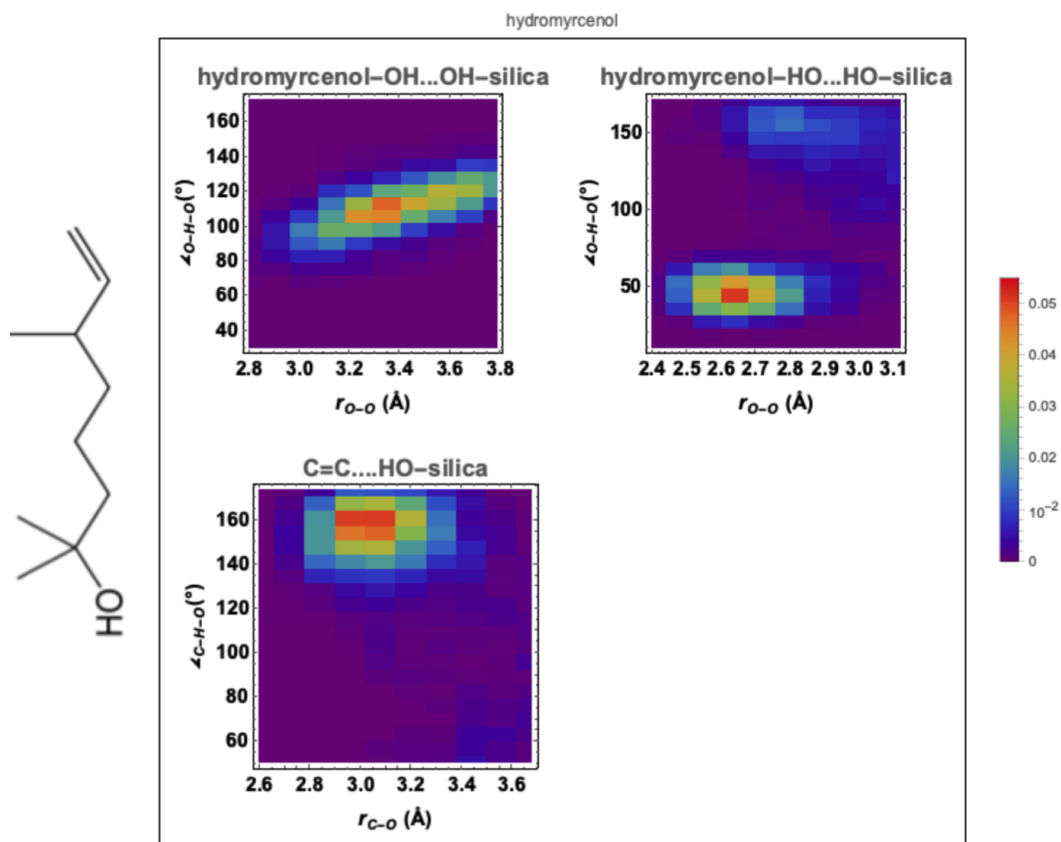 hydromyrcenol
hydromyrcenol–OH...OH–silica
∡O–H–O(°)
160
140
120
100
80
60
40
2.8 3.0 3.2 3.4 3.6 3.8
rO–O (Å)
hydromyrcenol–HO...HO–silica
∡O–H–O(°)
150
100
50
2.4 2.5 2.6 2.7 2.8 2.9 3.0 3.1
rO–O (Å)
C=C....HO–silica
∡C–H–O(°)
160
140
120
100
80
60
2.6 2.8 3.0 3.2 3.4 3.6
rC–O (Å)
0.05
0.04
0.03
0.02
10⁻²
0
HO